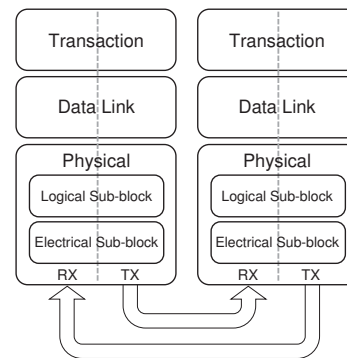 Transaction
Transaction
Data Link
Data Link
Physical
Physical
Logical Sub-block
Logical Sub-block
Electrical Sub-block
Electrical Sub-block
RX TX
RX TX